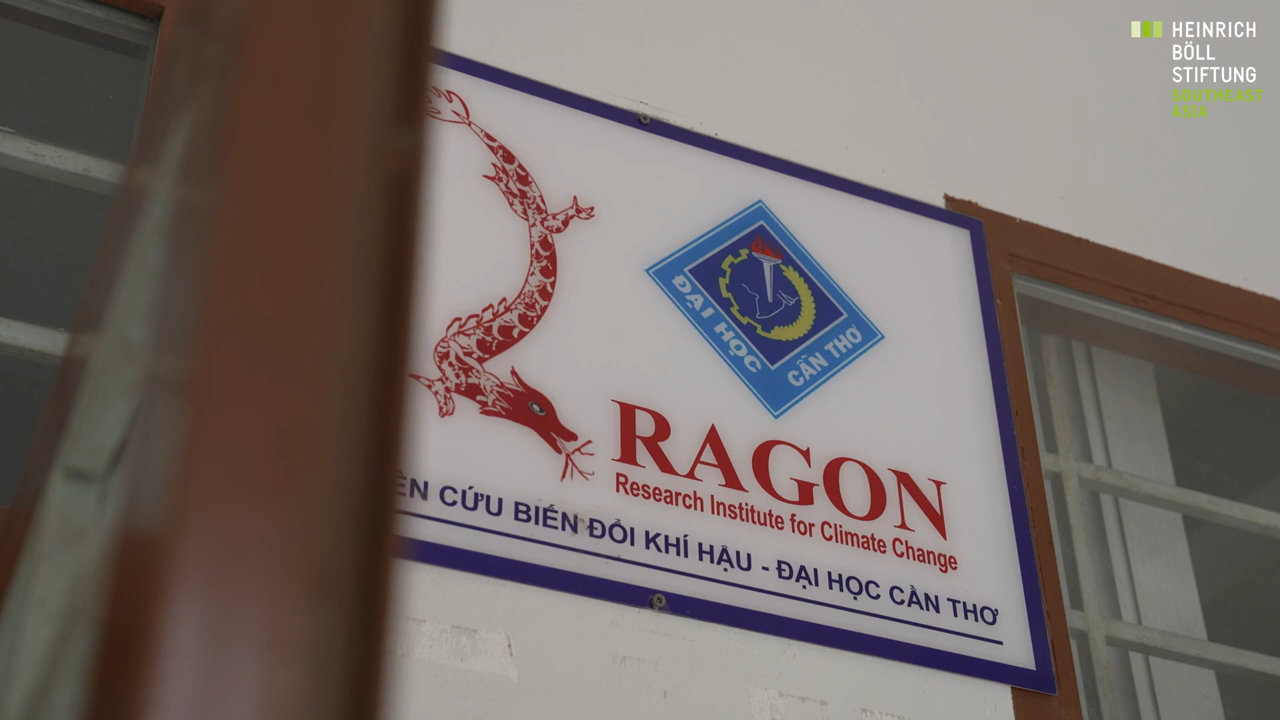 HEINRICH
BÖLL
STIFTUNG
SOUTHEAST
ASIA
ĐẠI HỌC
CẦN THƠ
RAGON
Research Institute for Climate Change
CỨU BIẾN ĐỔI KHÍ HẬU - ĐẠI HỌC CẦN THƠ